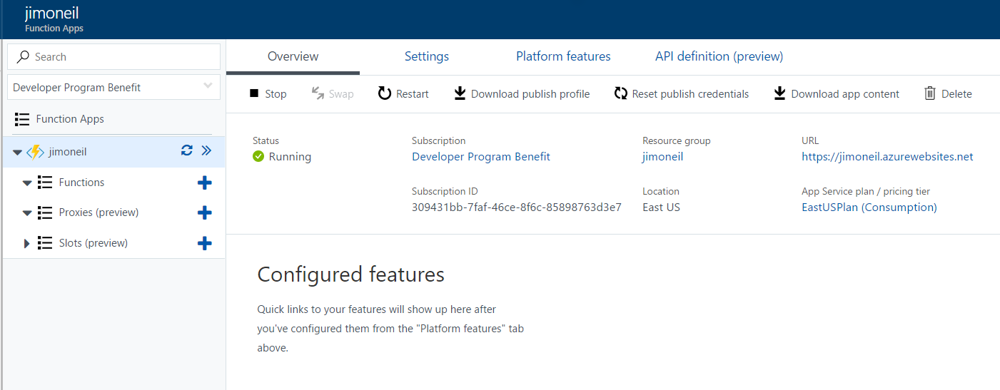 jimoneil
Function Apps
Search
Developer Program Benefit
Function Apps
jimoneil
Functions
Proxies (preview)
Slots (preview)
Overview Settings Platform features API definition (preview)
Stop Swap Restart Download publish profile Reset publish credentials Download app content Delete
Status Subscription Resource group URL
Running Developer Program Benefit jimoneil https://jimoneil.azurewebsites.net
Subscription ID Location App Service plan / pricing tier
309431bb-7faf-46ce-8f6c-85898763d3e7 East US EastUSPlan (Consumption)
Configured features
Quick links to your features will show up here after
you've configured them from the "Platform features" tab
above.